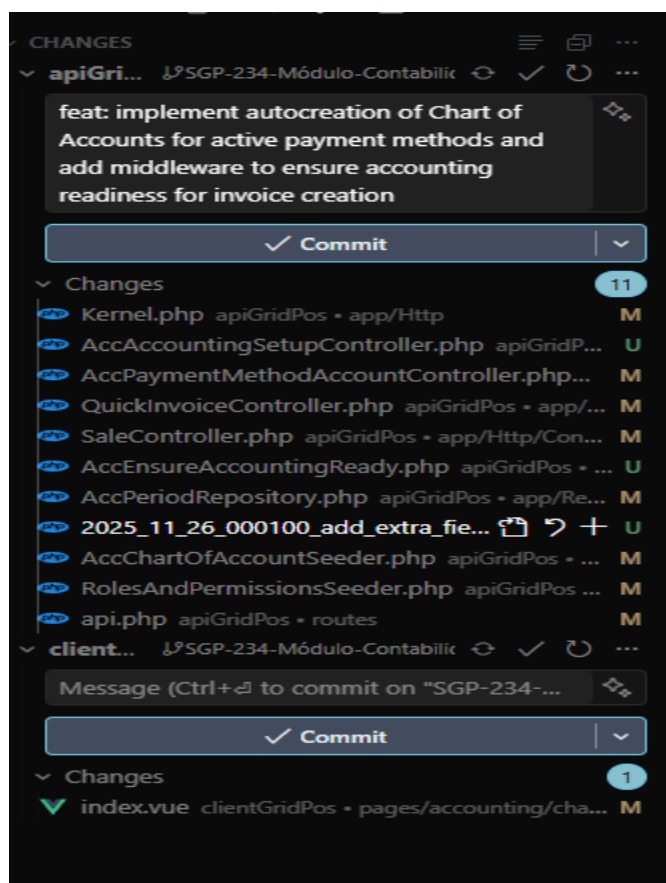 CHANGES
apiGri... SGP-234-Módulo-Contabilic
feat: implement autocreation of Chart of
Accounts for active payment methods and
add middleware to ensure accounting
readiness for invoice creation
Commit
Changes 11
Kernel.php apiGridPos • app/Http M
AccAccountingSetupController.php apiGridP... U
AccPaymentMethodAccountController.php... M
QuickInvoiceController.php apiGridPos • app/... M
SaleController.php apiGridPos • app/Http/Con... M
AccEnsureAccountingReady.php apiGridPos • ... U
AccPeriodRepository.php apiGridPos • app/Re... M
2025_11_26_000100_add_extra_fie... U
AccChartOfAccountSeeder.php apiGridPos • ... M
RolesAndPermissionsSeeder.php apiGridPos ... M
api.php apiGridPos • routes M
client... SGP-234-Módulo-Contabilic
Message (Ctrl+⏎ to commit on "SGP-234-...
Commit
Changes 1
index.vue clientGridPos • pages/accounting/cha... M